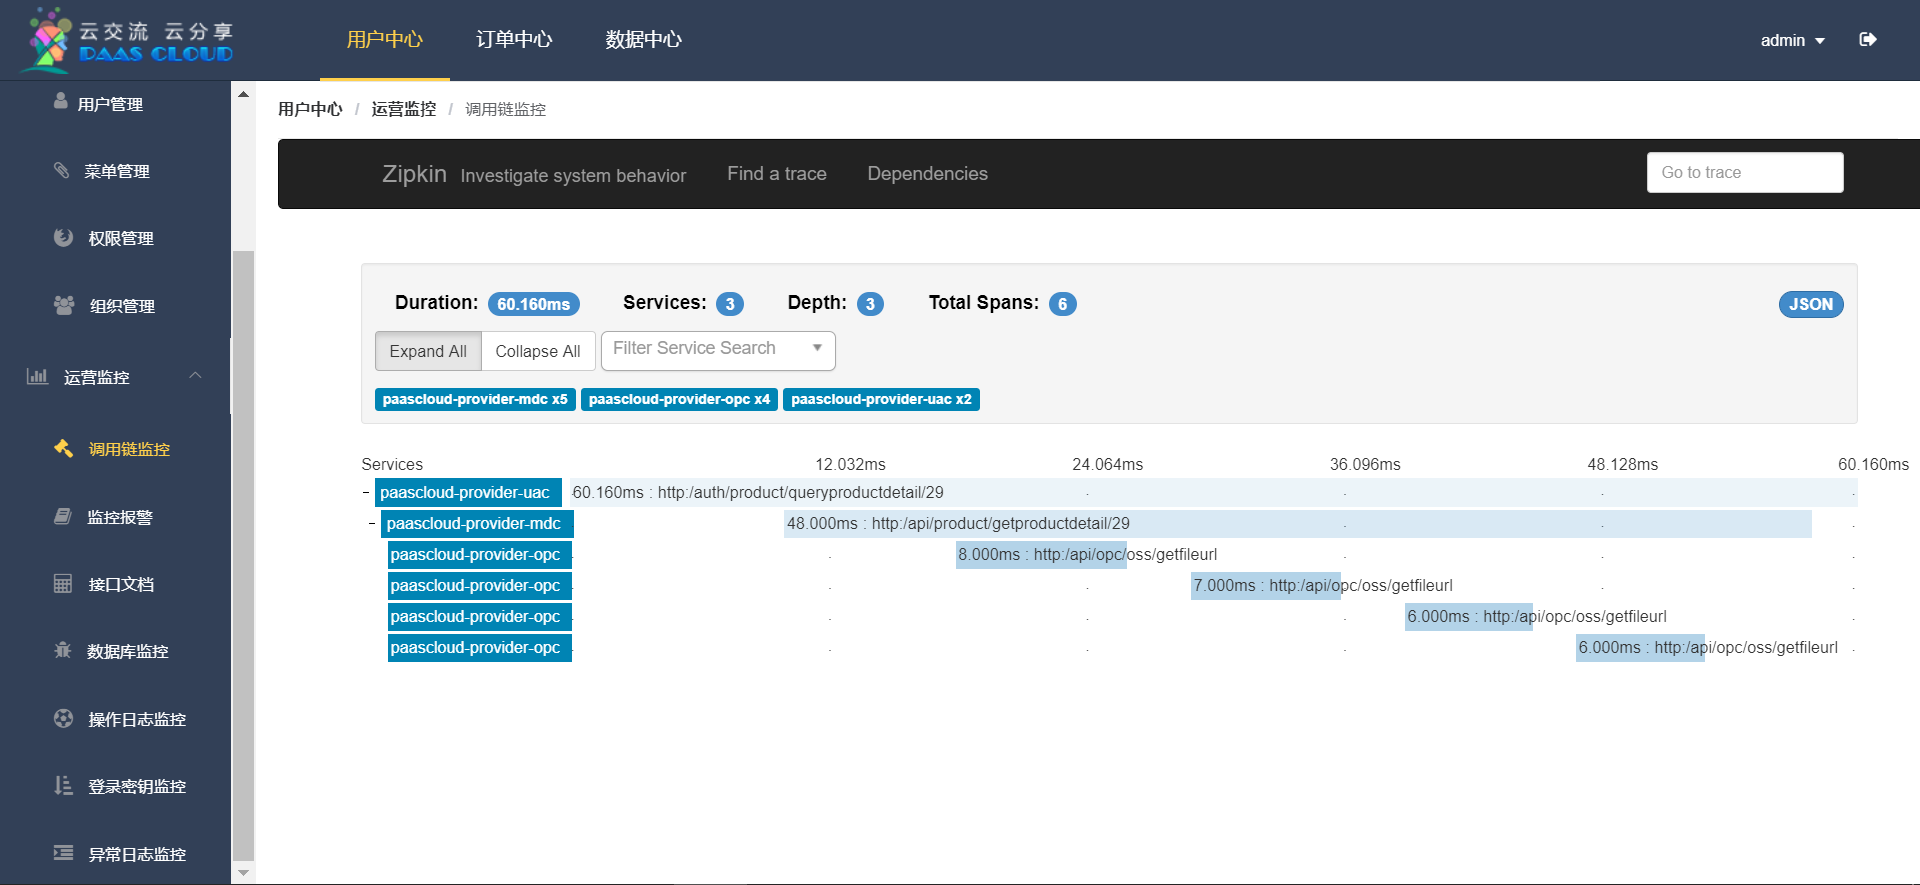 云交流 云分享
PAAS CLOUD
用户中心 订单中心 数据中心
admin
用户管理
菜单管理
权限管理
组织管理
运营监控
调用链监控
监控报警
接口文档
数据库监控
操作日志监控
登录密钥监控
异常日志监控
用户中心 / 运营监控 / 调用链监控
Zipkin Investigate system behavior Find a trace Dependencies Go to trace
Duration: 60.160ms Services: 3 Depth: 3 Total Spans: 6 JSON
Expand All Collapse All Filter Service Search
paascloud-provider-mdc x5 paascloud-provider-opc x4 paascloud-provider-uac x2
Services 12.032ms 24.064ms 36.096ms 48.128ms 60.160ms
- paascloud-provider-uac 60.160ms : http:/auth/product/queryproductdetail/29
- paascloud-provider-mdc 48.000ms : http:/api/product/getproductdetail/29
paascloud-provider-opc 8.000ms : http:/api/opc/oss/getfileurl
paascloud-provider-opc 7.000ms : http:/api/opc/oss/getfileurl
paascloud-provider-opc 6.000ms : http:/api/opc/oss/getfileurl
paascloud-provider-opc 6.000ms : http:/api/opc/oss/getfileurl